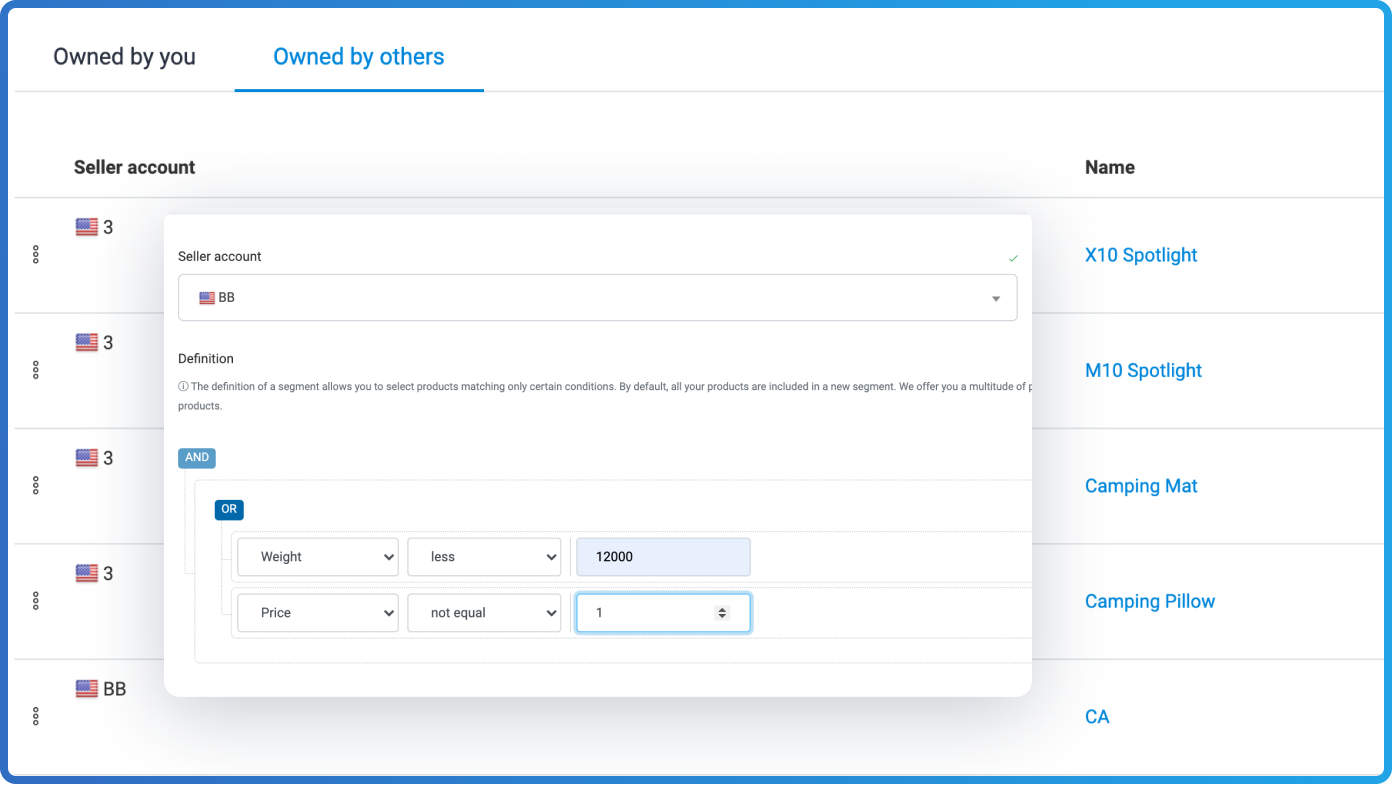 Owned by you
Owned by others
Seller account
Name
3
X10 Spotlight
3
M10 Spotlight
3
Camping Mat
3
Camping Pillow
BB
CA
Seller account
BB
Definition
The definition of a segment allows you to select products matching only certain conditions. By default, all your products are included in a new segment. We offer you a multitude of
products.
AND
OR
Weight less 12000
Price not equal 1